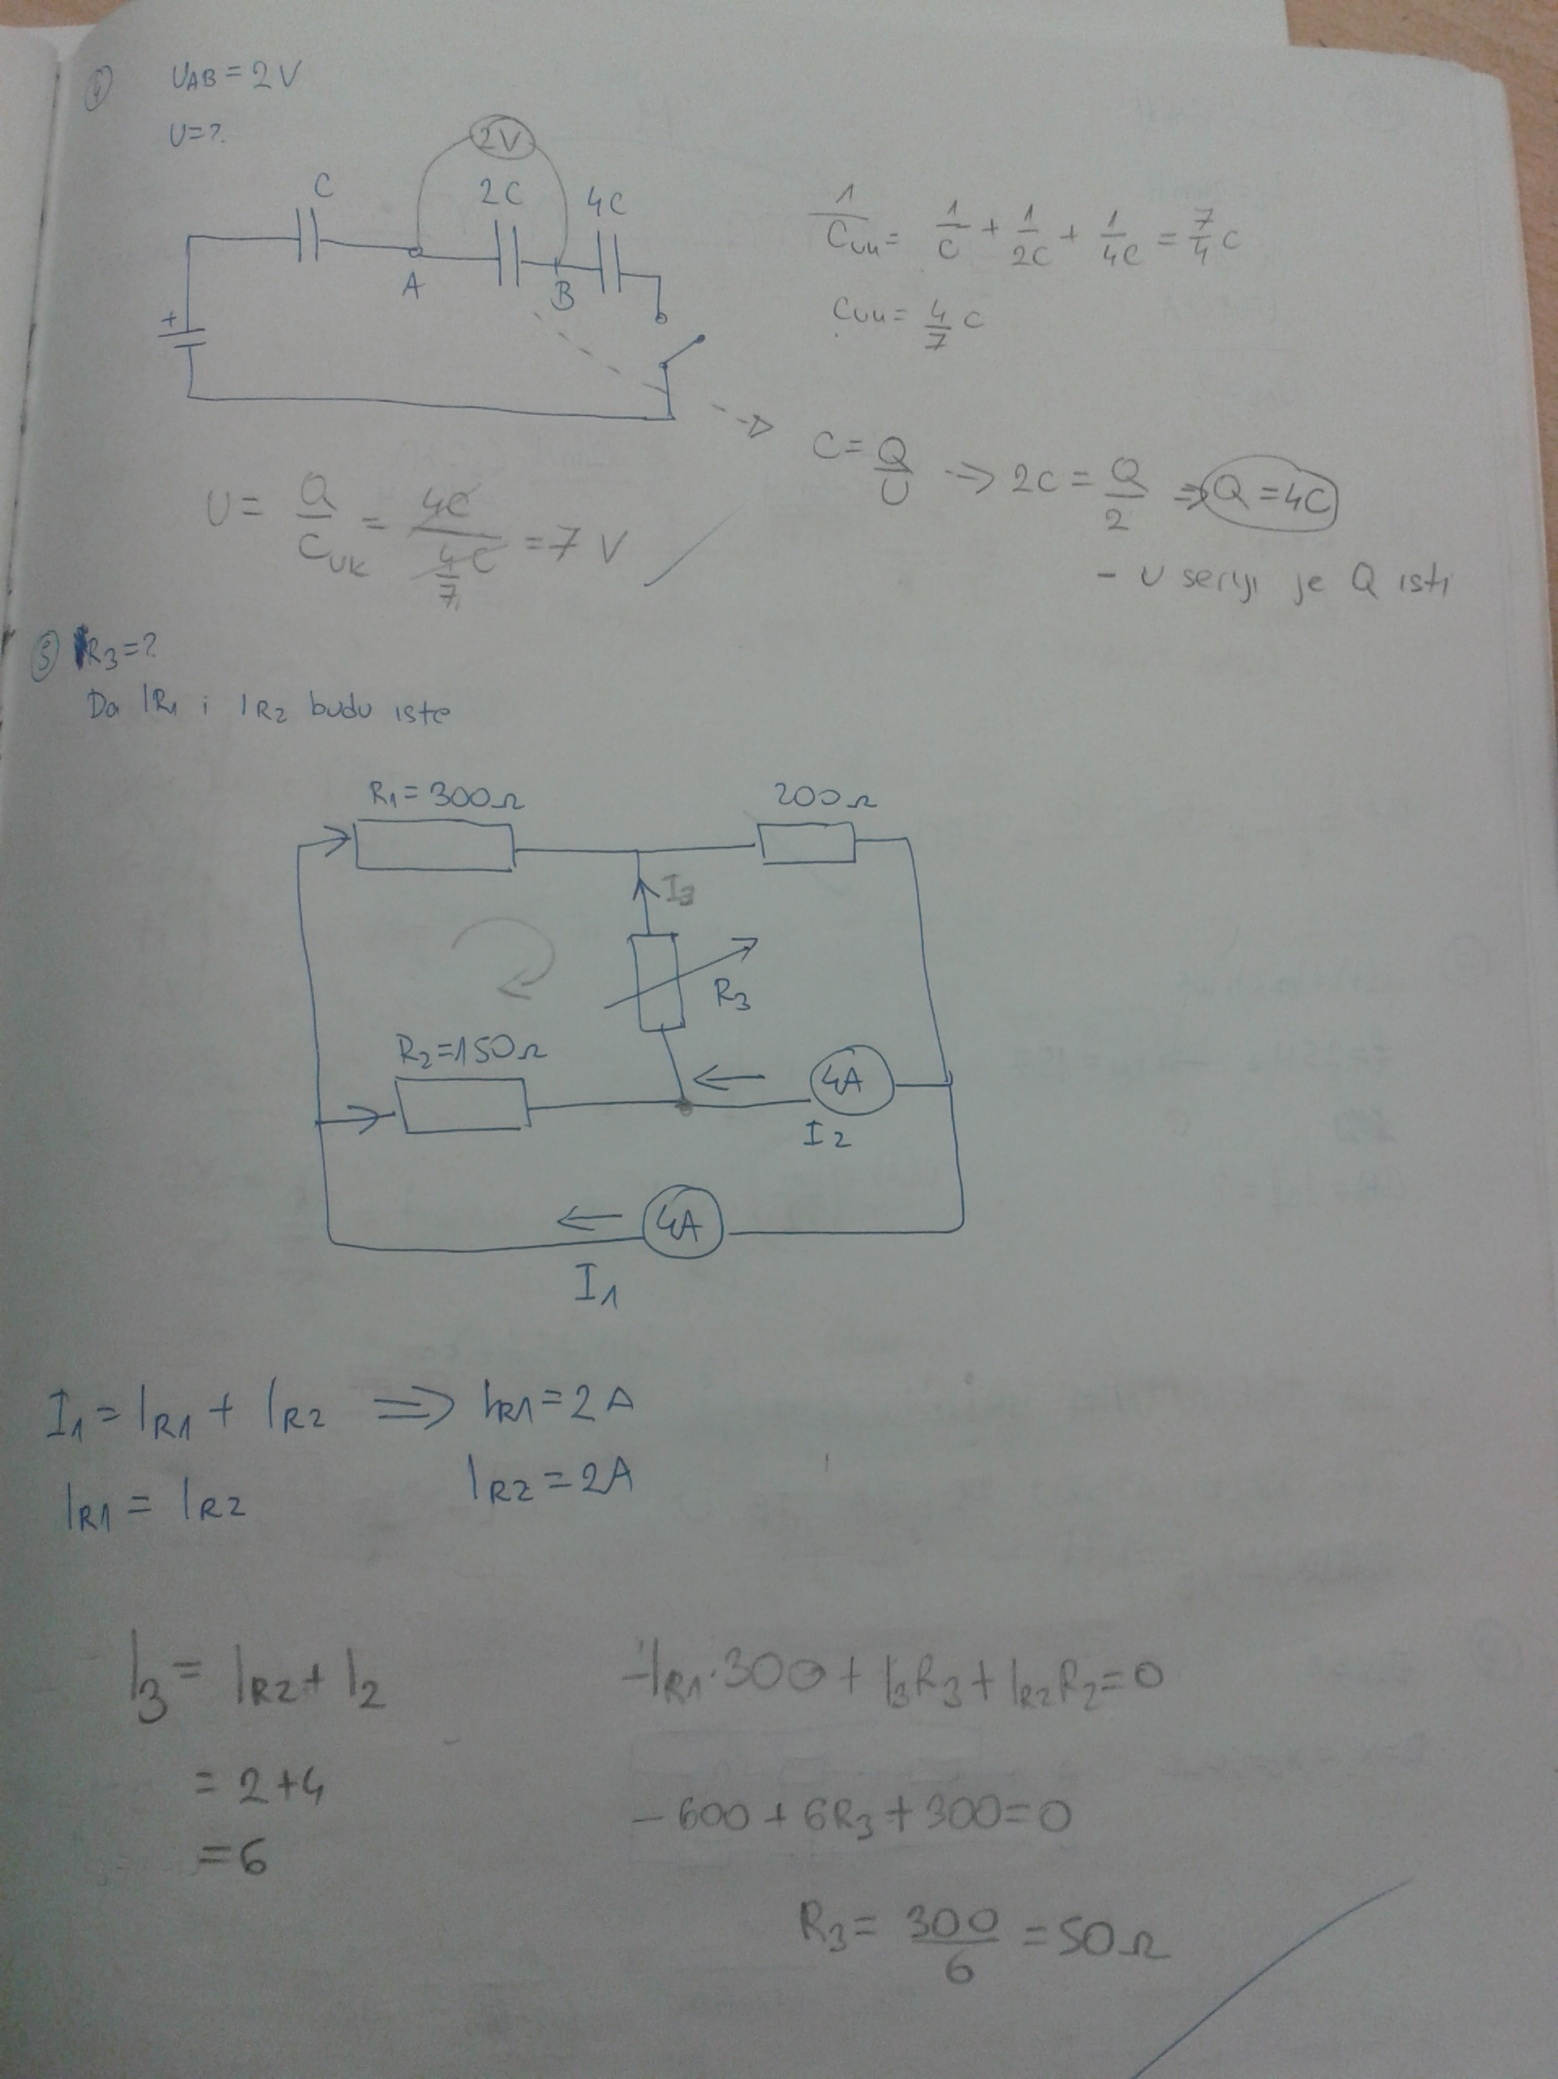 ④ UAB = 2V
U=?
2V
C
2C
4C
A
B
+
1/Cuk = 1/C + 1/2C + 1/4C = 7/4 C
Cuk = 4/7 C
C = Q/U → 2C = Q/2 ⇒ Q = 4C
- U seriji je Q isti
U = Q/CUK = 4C / 4/7 C = 7 V
⑤ R3=?
Da IR1 i IR2 budu iste
R1 = 300Ω
200Ω
I3
R3
R2=150Ω
4A
I2
4A
I1
I1 = IR1 + IR2 ⇒ IR1 = 2A
IR1 = IR2
IR2 = 2A
I3 = IR2 + I2
= 2+4
= 6
-IR1·300 + I3R3 + IR2R2 = 0
- 600 + 6R3 + 300 = 0
R3 = 300/6 = 50Ω